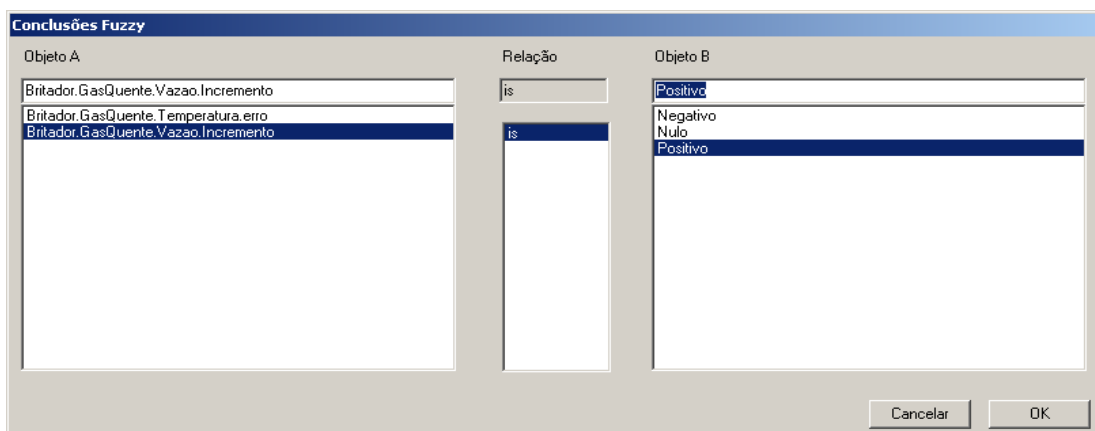 Conclusões Fuzzy
Objeto A
Relação
Objeto B
Britador.GasQuente.Vazao.Incremento
is
Positivo
Britador.GasQuente.Temperatura.erro
Britador.GasQuente.Vazao.Incremento
is
Negativo
Nulo
Positivo
Cancelar
OK